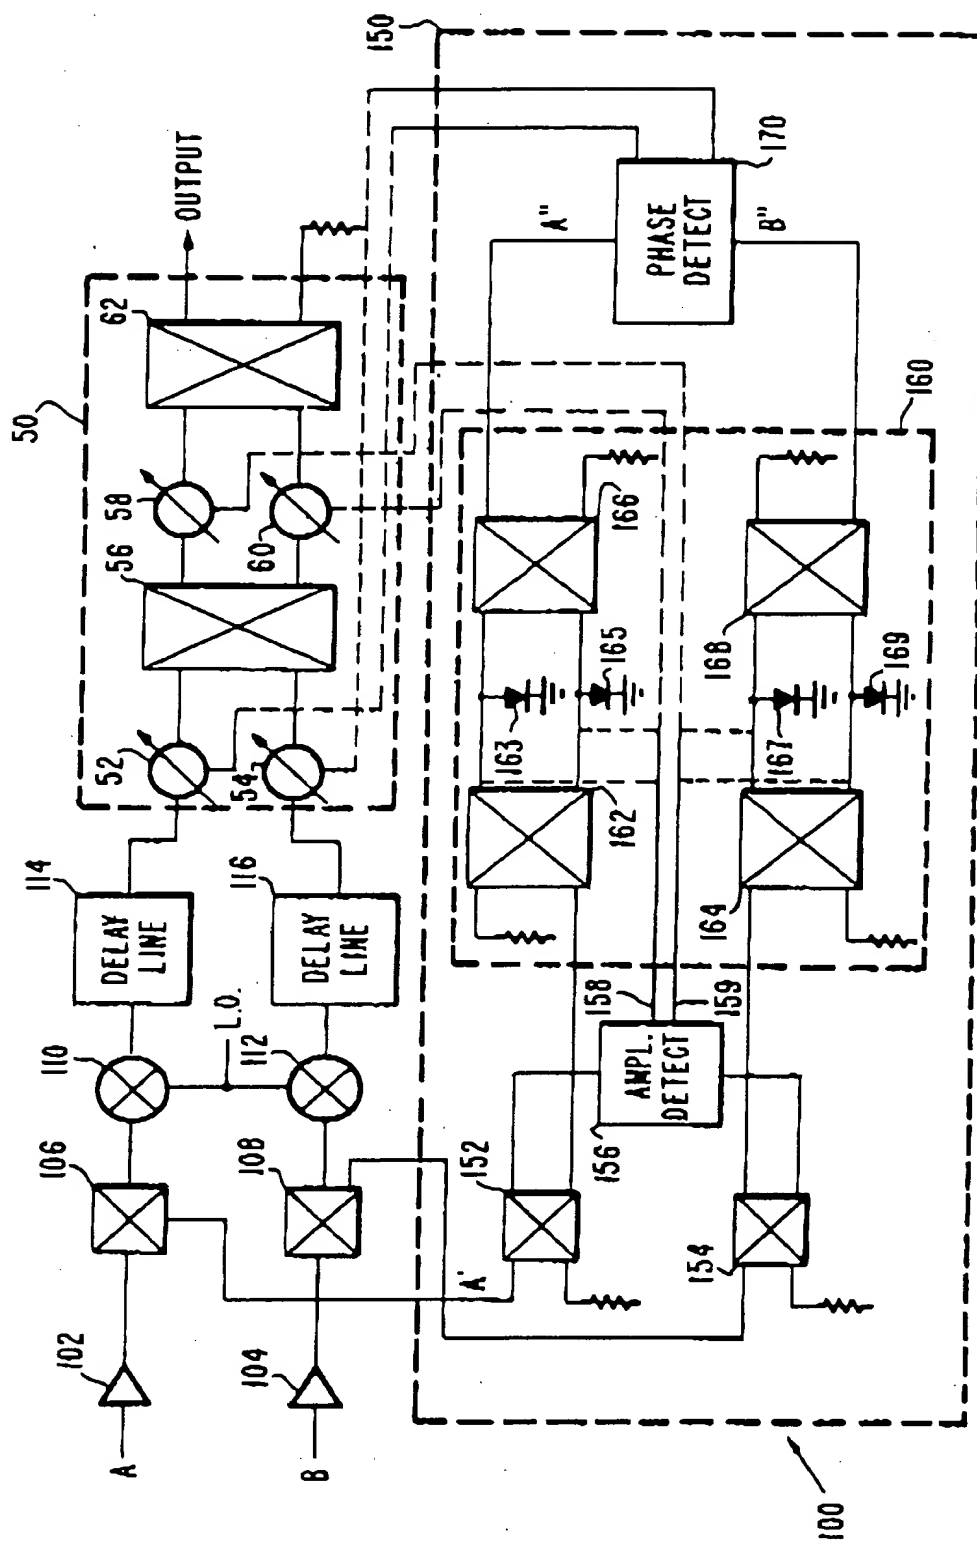 A
102
106
110
114
DELAY
LINE
50
52
56
58
62
OUTPUT
B
104
108
112
L.O.
116
DELAY
LINE
54
60
150
A'
152
154
156
AMPL.
DETECT
158
159
160
162
163
165
166
164
167
168
169
A"
B"
PHASE
DETECT
170
100